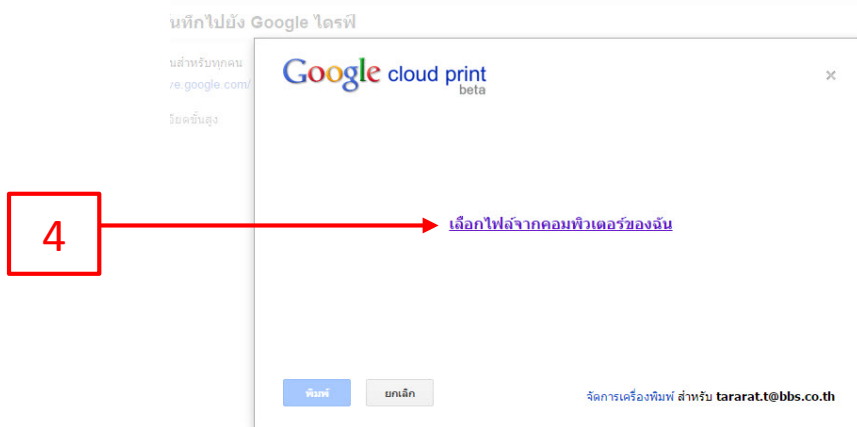 นทึกไปยัง Google ไดรฟ์
นสำหรับทุกคน
ve.google.com/
อียดขั้นสูง
Google cloud print
beta
×
4
เลือกไฟล์จากคอมพิวเตอร์ของฉัน
พิมพ์
ยกเลิก
จัดการเครื่องพิมพ์ สำหรับ tararat.t@bbs.co.th